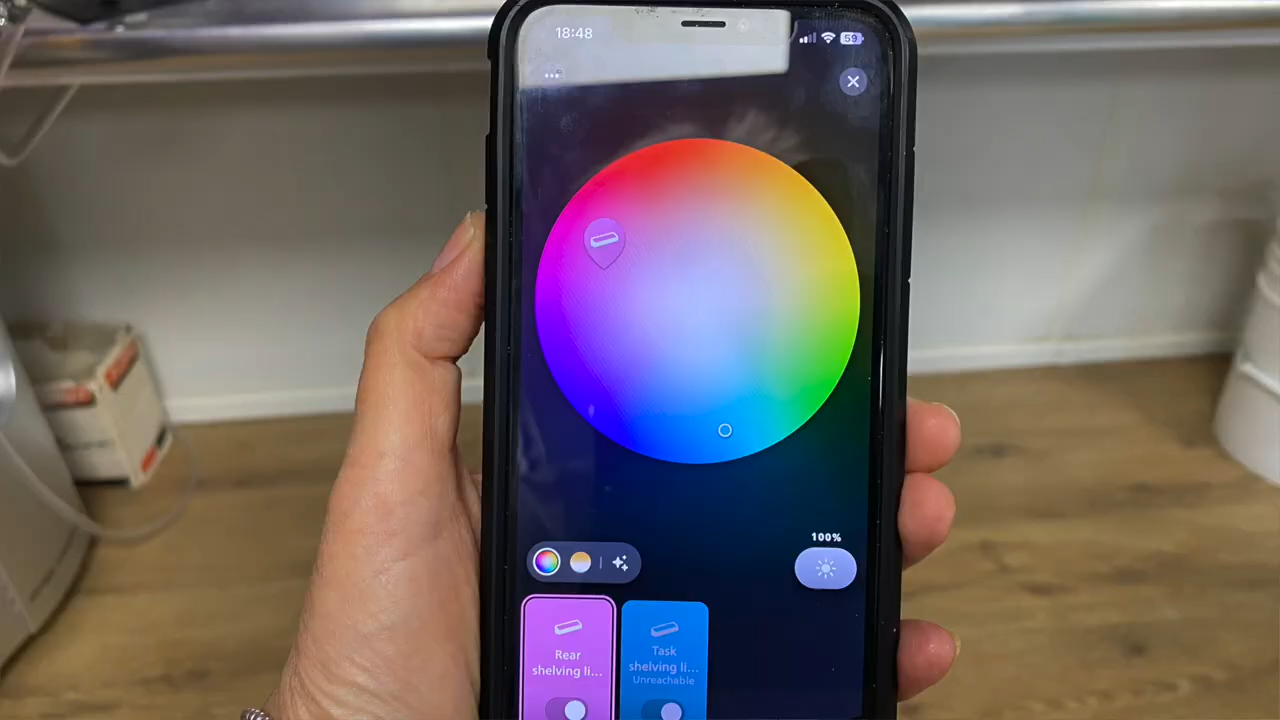 18:48
59
100%
Rear
shelving li...
Task
shelving li...
Unreachable